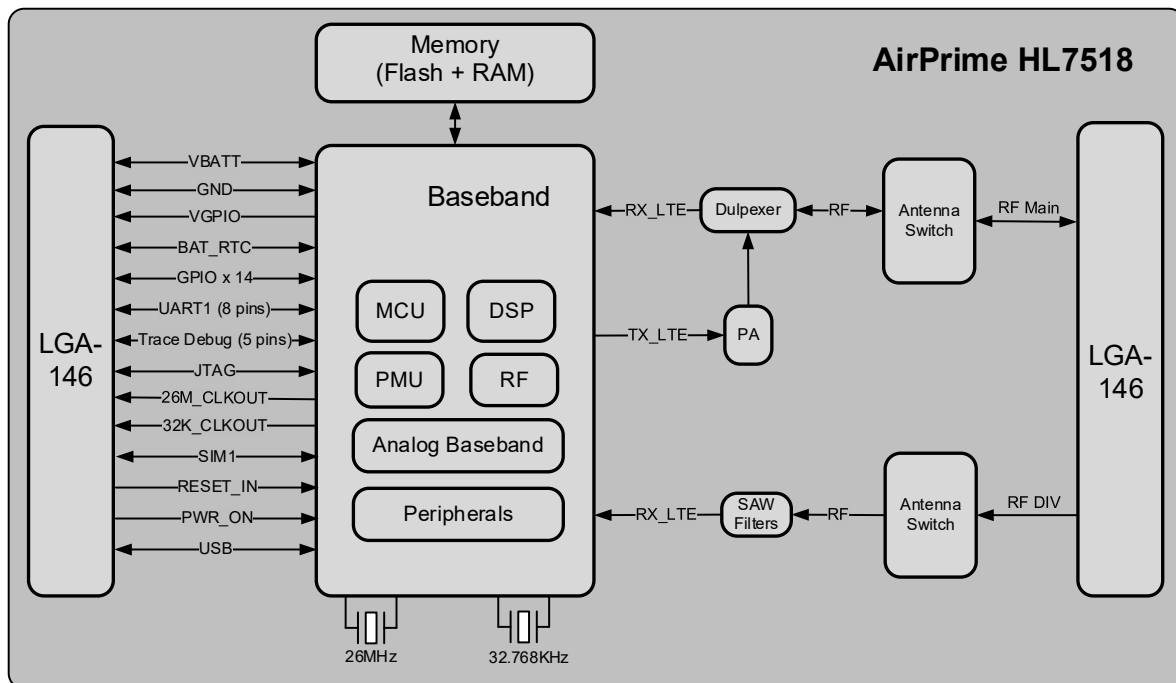 Memory
(Flash + RAM)
AirPrime HL7518
LGA-
146
VBATT
GND
VGPIO
BAT_RTC
GPIO x 14
UART1 (8 pins)
Trace Debug (5 pins)
JTAG
26M_CLKOUT
32K_CLKOUT
SIM1
RESET_IN
PWR_ON
USB
Baseband
MCU
DSP
PMU
RF
Analog Baseband
Peripherals
26MHz
32.768KHz
RX_LTE
Dulpexer
RF
Antenna
Switch
RF Main
TX_LTE
PA
RX_LTE
SAW
Filters
RF
Antenna
Switch
RF DIV
LGA-
146